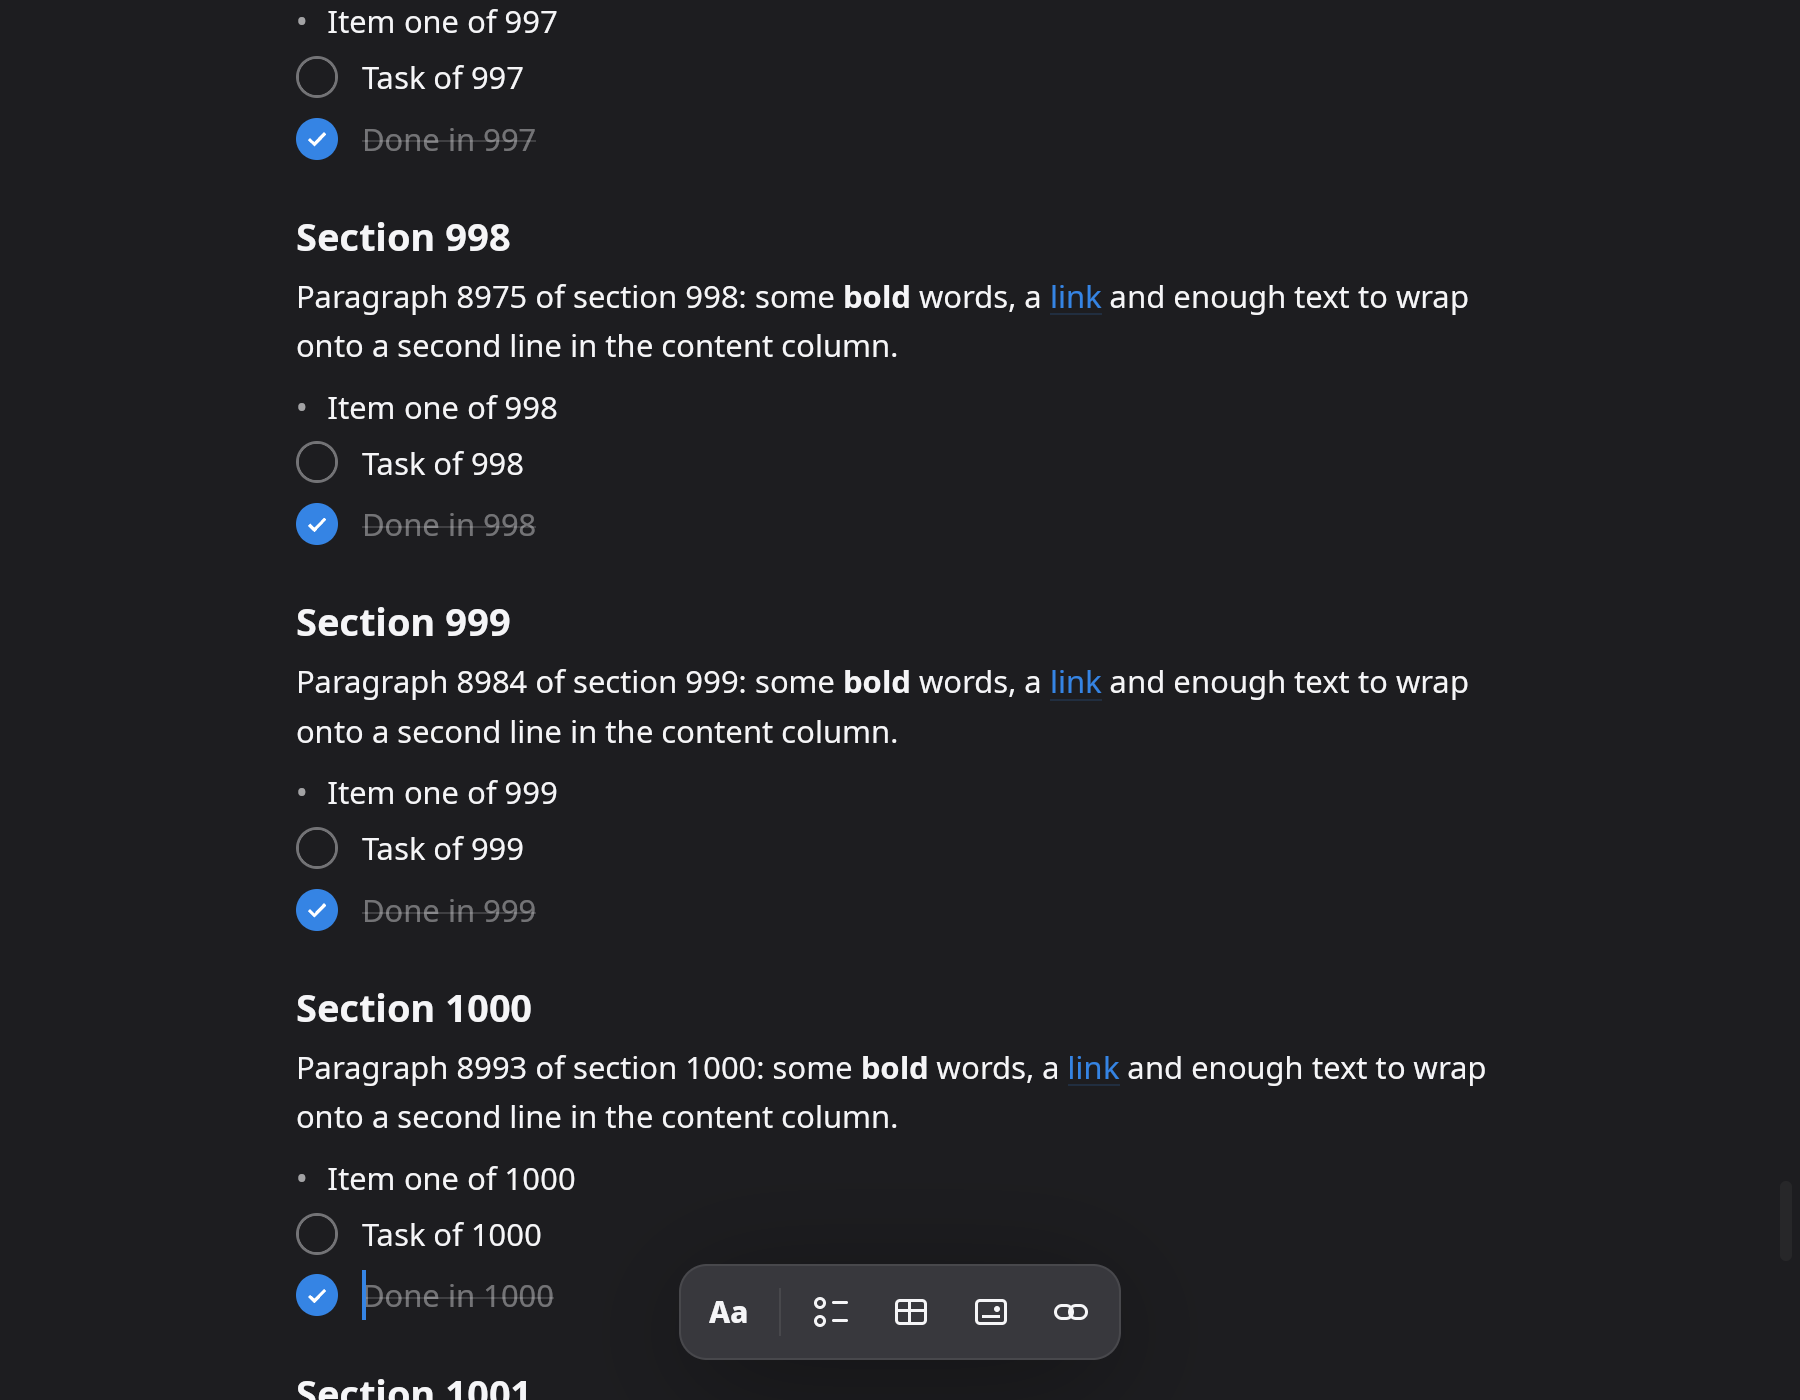 • Item one of 997
Task of 997
Done in 997
Section 998
Paragraph 8975 of section 998: some bold words, a link and enough text to wrap
onto a second line in the content column.
• Item one of 998
Task of 998
Done in 998
Section 999
Paragraph 8984 of section 999: some bold words, a link and enough text to wrap
onto a second line in the content column.
• Item one of 999
Task of 999
Done in 999
Section 1000
Paragraph 8993 of section 1000: some bold words, a link and enough text to wrap
onto a second line in the content column.
• Item one of 1000
Task of 1000
Done in 1000
Aa
Section 1001